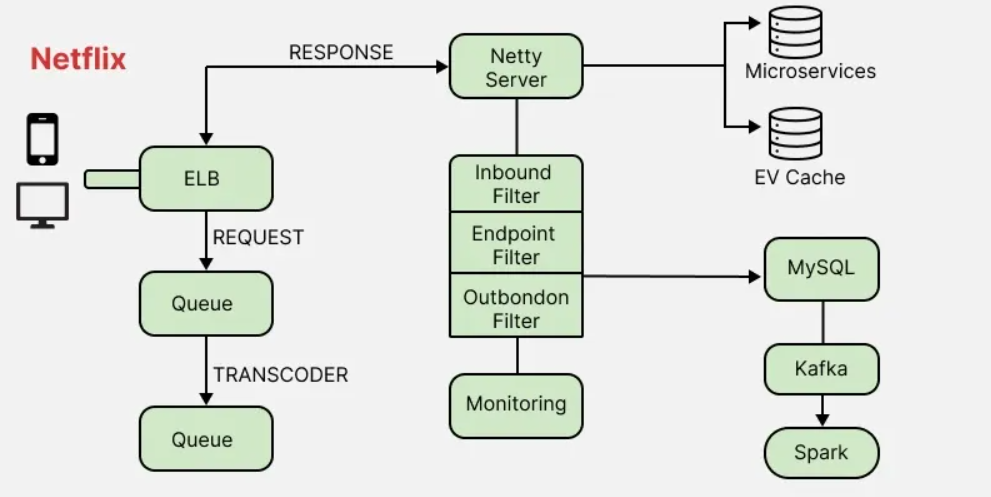 Netflix
RESPONSE
Netty
Server
Microservices
EV Cache
ELB
REQUEST
Queue
TRANSCODER
Queue
Inbound
Filter
Endpoint
Filter
Outbondon
Filter
Monitoring
MySQL
Kafka
Spark